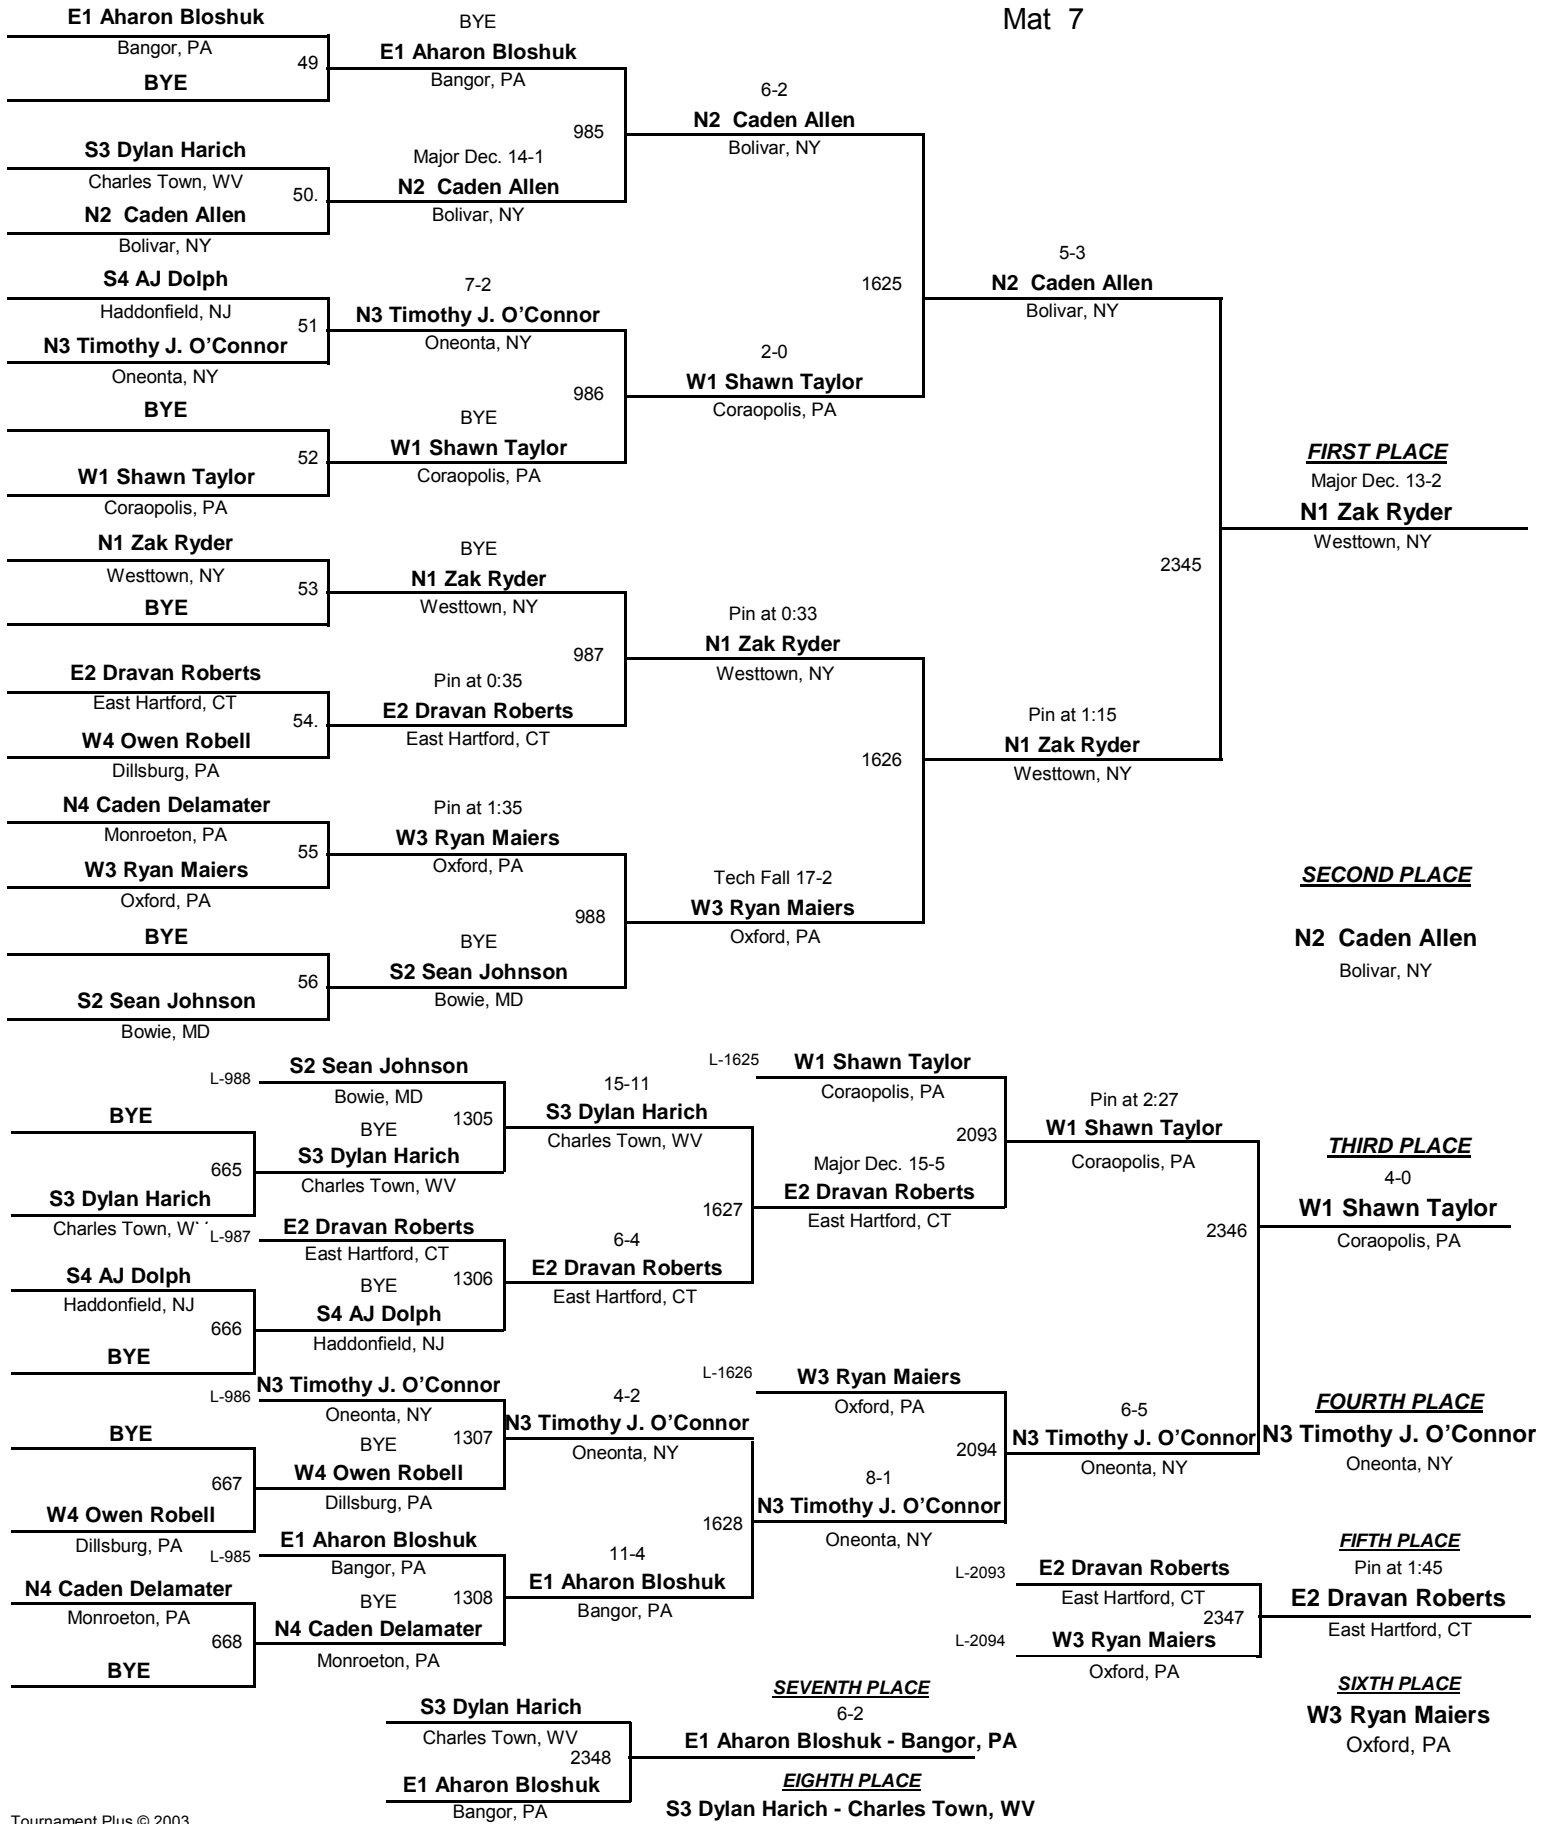 Mat 7
E1 Aharon Bloshuk
Bangor, PA
49
BYE
S3 Dylan Harich
Charles Town, WV
50.
N2 Caden Allen
Bolivar, NY
S4 AJ Dolph
Haddonfield, NJ
51
N3 Timothy J. O’Connor
Oneonta, NY
BYE
52
W1 Shawn Taylor
Coraopolis, PA
N1 Zak Ryder
Westtown, NY
53
BYE
E2 Dravan Roberts
East Hartford, CT
54.
W4 Owen Robell
Dillsburg, PA
N4 Caden Delamater
Monroeton, PA
55
W3 Ryan Maiers
Oxford, PA
BYE
56
S2 Sean Johnson
Bowie, MD
BYE
E1 Aharon Bloshuk
Bangor, PA
985
Major Dec. 14-1
N2 Caden Allen
Bolivar, NY
7-2
N3 Timothy J. O’Connor
Oneonta, NY
986
BYE
W1 Shawn Taylor
Coraopolis, PA
BYE
N1 Zak Ryder
Westtown, NY
987
Pin at 0:35
E2 Dravan Roberts
East Hartford, CT
Pin at 1:35
W3 Ryan Maiers
Oxford, PA
988
BYE
S2 Sean Johnson
Bowie, MD
6-2
N2 Caden Allen
Bolivar, NY
1625
2-0
W1 Shawn Taylor
Coraopolis, PA
Pin at 0:33
N1 Zak Ryder
Westtown, NY
1626
Tech Fall 17-2
W3 Ryan Maiers
Oxford, PA
5-3
N2 Caden Allen
Bolivar, NY
2345
Pin at 1:15
N1 Zak Ryder
Westtown, NY
FIRST PLACE
Major Dec. 13-2
N1 Zak Ryder
Westtown, NY
SECOND PLACE
N2 Caden Allen
Bolivar, NY
BYE
665
S3 Dylan Harich
Charles Town, W
S4 AJ Dolph
Haddonfield, NJ
666
BYE
BYE
667
W4 Owen Robell
Dillsburg, PA
N4 Caden Delamater
Monroeton, PA
668
BYE
L-988
S2 Sean Johnson
Bowie, MD
1305
BYE
S3 Dylan Harich
Charles Town, WV
L-987
E2 Dravan Roberts
East Hartford, CT
1306
BYE
S4 AJ Dolph
Haddonfield, NJ
L-986
N3 Timothy J. O’Connor
Oneonta, NY
1307
BYE
W4 Owen Robell
Dillsburg, PA
L-985
E1 Aharon Bloshuk
Bangor, PA
1308
BYE
N4 Caden Delamater
Monroeton, PA
15-11
S3 Dylan Harich
Charles Town, WV
1627
6-4
E2 Dravan Roberts
East Hartford, CT
4-2
N3 Timothy J. O’Connor
Oneonta, NY
1628
11-4
E1 Aharon Bloshuk
Bangor, PA
L-1625
W1 Shawn Taylor
Coraopolis, PA
2093
Major Dec. 15-5
E2 Dravan Roberts
East Hartford, CT
L-1626
W3 Ryan Maiers
Oxford, PA
2094
8-1
N3 Timothy J. O’Connor
Oneonta, NY
Pin at 2:27
W1 Shawn Taylor
Coraopolis, PA
2346
6-5
N3 Timothy J. O’Connor
Oneonta, NY
THIRD PLACE
4-0
W1 Shawn Taylor
Coraopolis, PA
FOURTH PLACE
N3 Timothy J. O’Connor
Oneonta, NY
L-2093
E2 Dravan Roberts
East Hartford, CT
2347
L-2094
W3 Ryan Maiers
Oxford, PA
FIFTH PLACE
Pin at 1:45
E2 Dravan Roberts
East Hartford, CT
SIXTH PLACE
W3 Ryan Maiers
Oxford, PA
S3 Dylan Harich
Charles Town, WV
2348
E1 Aharon Bloshuk
Bangor, PA
SEVENTH PLACE
6-2
E1 Aharon Bloshuk - Bangor, PA
EIGHTH PLACE
S3 Dylan Harich - Charles Town, WV
Tournament Plus © 2003